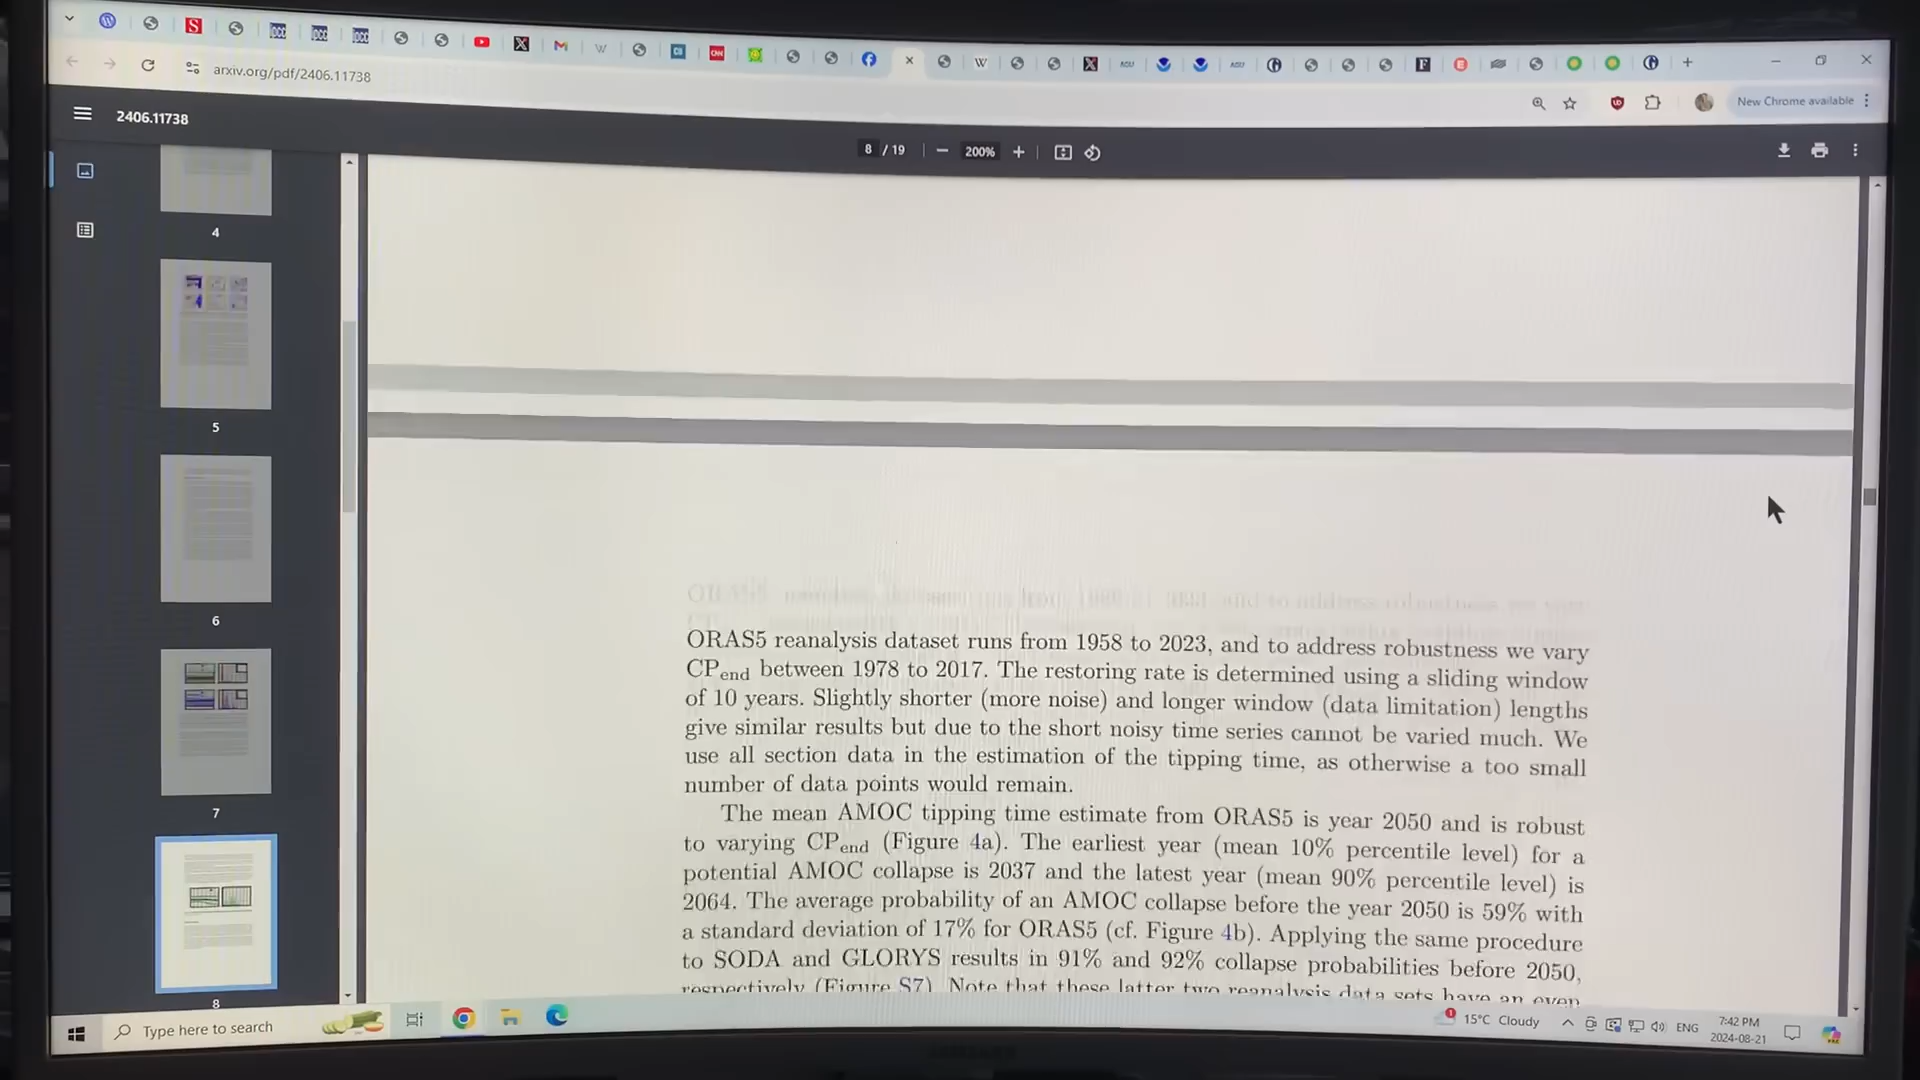 arxiv.org/pdf/2406.11738
New Chrome available
2406.11738
8 / 19
200%
4
5
6
7
8
ORAS5 reanalysis dataset runs from 1958 to 2023, and to address robustness we vary
CPend between 1978 to 2017. The restoring rate is determined using a sliding window
of 10 years. Slightly shorter (more noise) and longer window (data limitation) lengths
give similar results but due to the short noisy time series cannot be varied much. We
use all section data in the estimation of the tipping time, as otherwise a too small
number of data points would remain.
The mean AMOC tipping time estimate from ORAS5 is year 2050 and is robust
to varying CPend (Figure 4a). The earliest year (mean 10% percentile level) for a
potential AMOC collapse is 2037 and the latest year (mean 90% percentile level) is
2064. The average probability of an AMOC collapse before the year 2050 is 59% with
a standard deviation of 17% for ORAS5 (cf. Figure 4b). Applying the same procedure
to SODA and GLORYS results in 91% and 92% collapse probabilities before 2050,
respectively (Figure S7). Note that these latter two reanalysis data sets have an even
Type here to search
15°C Cloudy
ENG
7:42 PM
2024-08-21